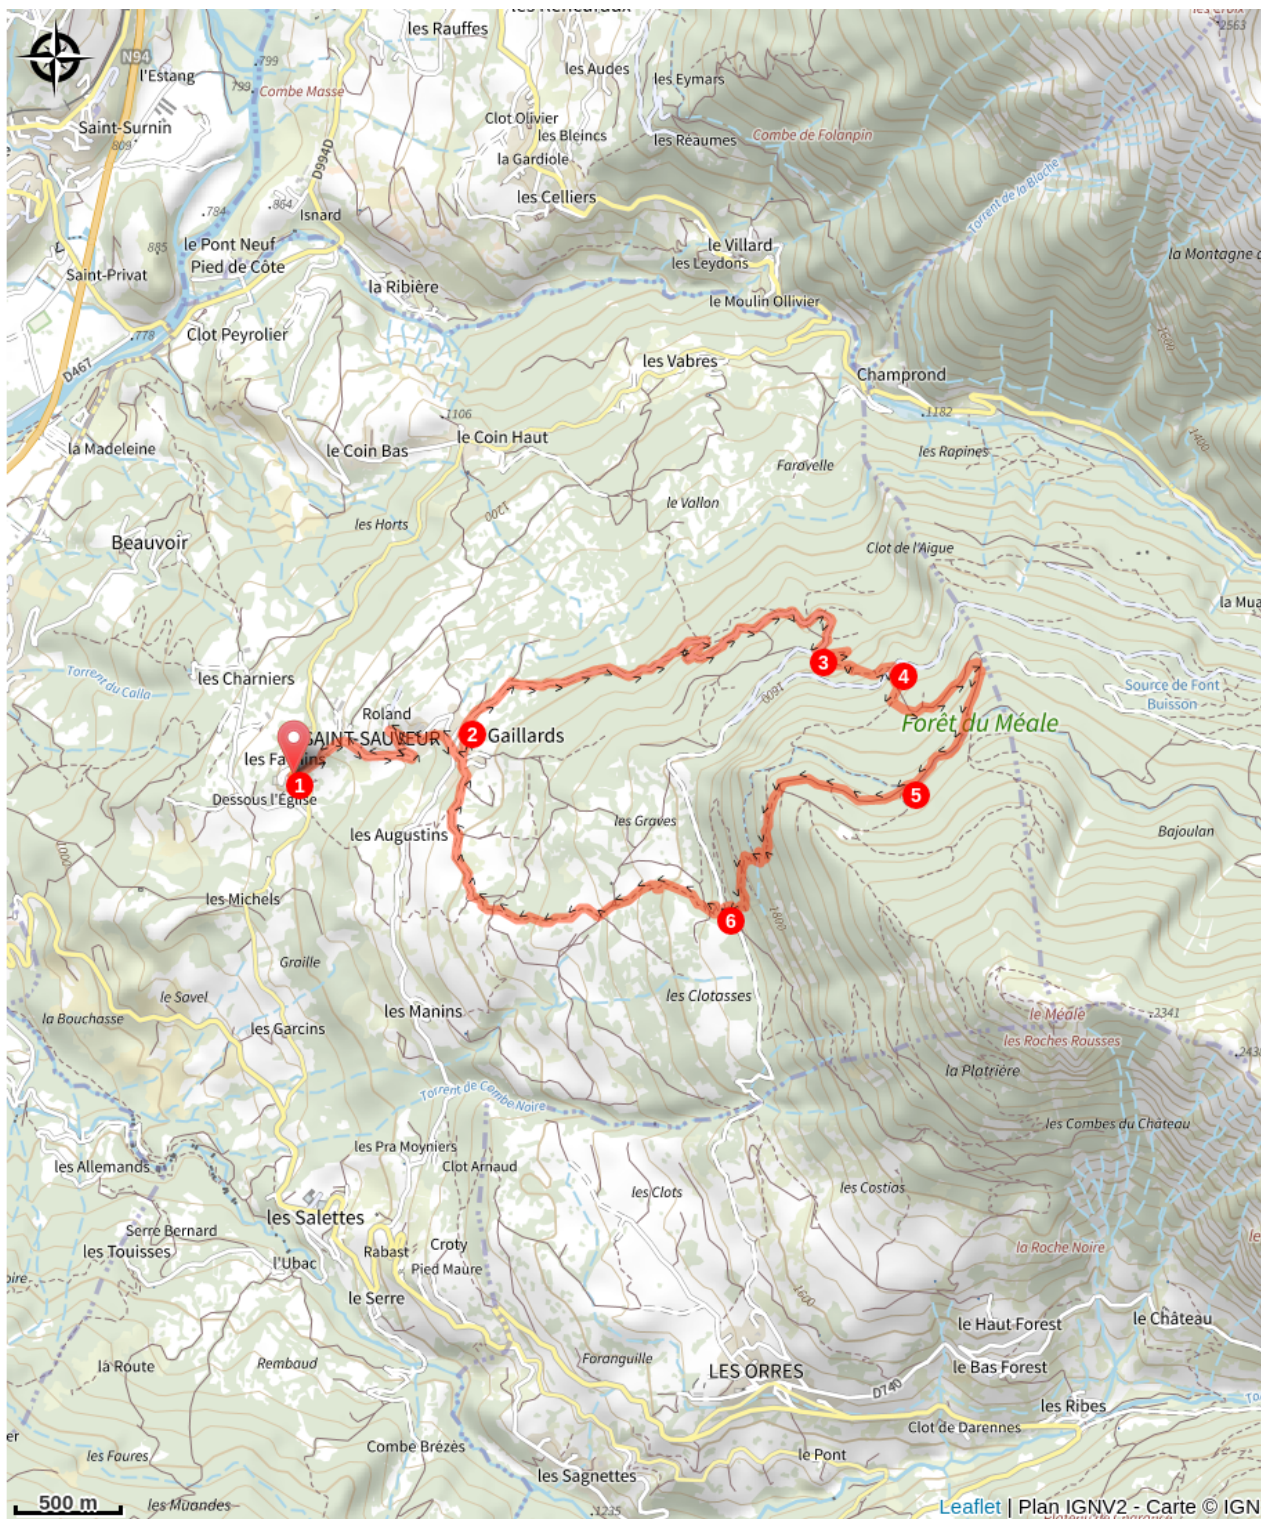 les Rauffes
2563
N94
l'Estang
799
799
les Audes
les Eymars
Combe Masse
Saint-Surnin
809
Clot Olivier
les Bleincs
les Réaumes
Combe de Folanpin
la Gardiole
D994D
les Celliers
Torrent de la Blache
784
864
Isnard
885
le Pont Neuf
Pied de Côte
le Villard
les Leydons
la Montagne d
Saint-Privat
la Ribière
le Moulin Ollivier
778
Clot Peyrolier
1600
D467
les Vabres
Champrond
1106
1182
la Madeleine
le Coin Bas
le Coin Haut
Faravelle
les Rapines
1400
le Vallon
1200
les Horts
Beauvoir
Clot de l'Aigue
la Mua
3
4
les Charniers
Torrent du Calla
Source de Font
Buisson
1600
Roland
Forêt du Méale
SAINT-SAUVEUR
2
Gaillards
1
Dessous l'Église
5
les Augustins
les Graves
Bajoulan
1000
les Michels
6
1800
Graille
le Savel
les Clotasses
la Bouchasse
les Garcins
les Manins
le Méale
2341
les Roches Rousses
la Platrière
Torrent de Combe Noire
les Combes du Château
les Pra Moyniers
les Allemands
Clot Arnaud
les Clots
les Costias
les Salettes
Serre Bernard
les Touisses
l'Ubac
Rabast
Croty
Pied Maure
la Roche Noire
le Serre
1600
le Haut Forest
le Château
la Route
Rembaud
Foranguille
LES ORRES
le Bas Forest
D740
les Ribes
Clot de Darennes
les Faures
Combe Brézès
le Pont
les Sagnettes
500 m
les Muandes
1235
Leaflet | Plan IGNV2 - Carte © IGN